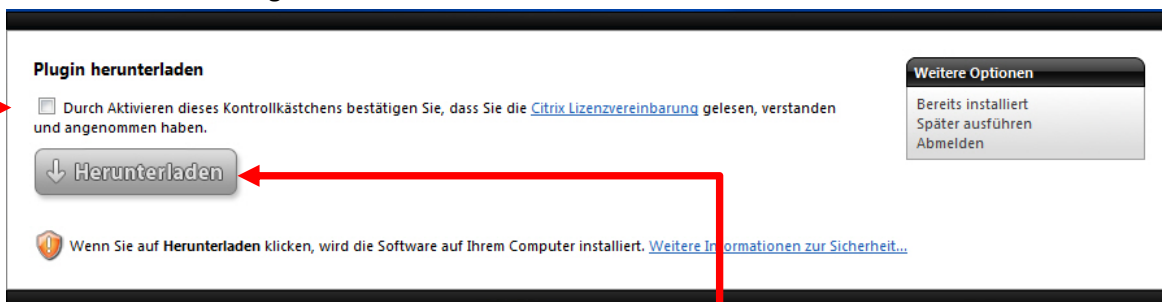 Plugin herunterladen
Durch Aktivieren dieses Kontrollkästchens bestätigen Sie, dass Sie die Citrix Lizenzvereinbarung gelesen, verstanden
und angenommen haben.
Herunterladen
Wenn Sie auf Herunterladen klicken, wird die Software auf Ihrem Computer installiert. Weitere Informationen zur Sicherheit...
Weitere Optionen
Bereits installiert
Später ausführen
Abmelden